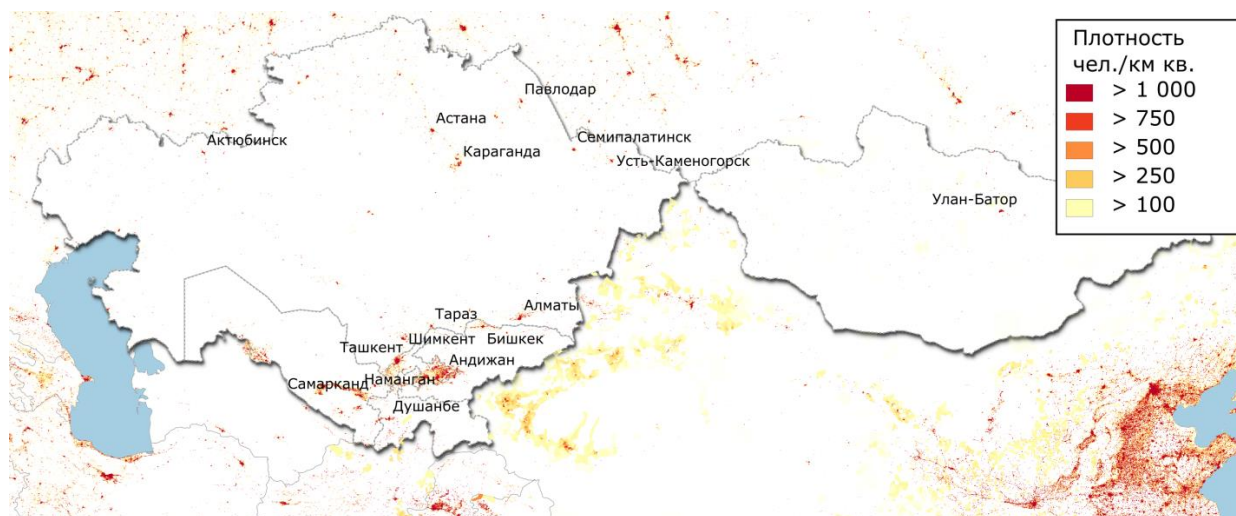 Плотность
чел./км кв.
> 1 000
> 750
> 500
> 250
> 100
Павлодар
Астана
Актюбинск
Семипалатинск
Караганда
Усть-Каменогорск
Улан-Батор
Алматы
Тараз
Шимкент Бишкек
Ташкент
Андижан
Самарканд Наманган
Душанбе